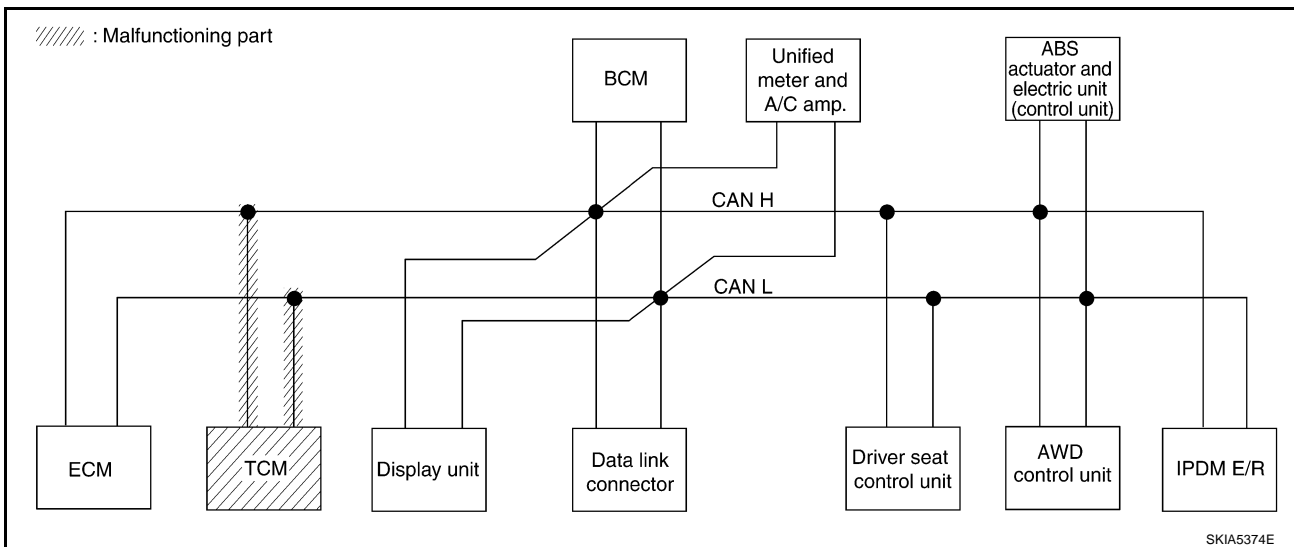 : Malfunctioning part
BCM
Unified
meter and
A/C amp.
ABS
actuator and
electric unit
(control unit)
CAN H
CAN L
ECM
TCM
Display unit
Data link
connector
Driver seat
control unit
AWD
control unit
IPDM E/R
SKIA5374E